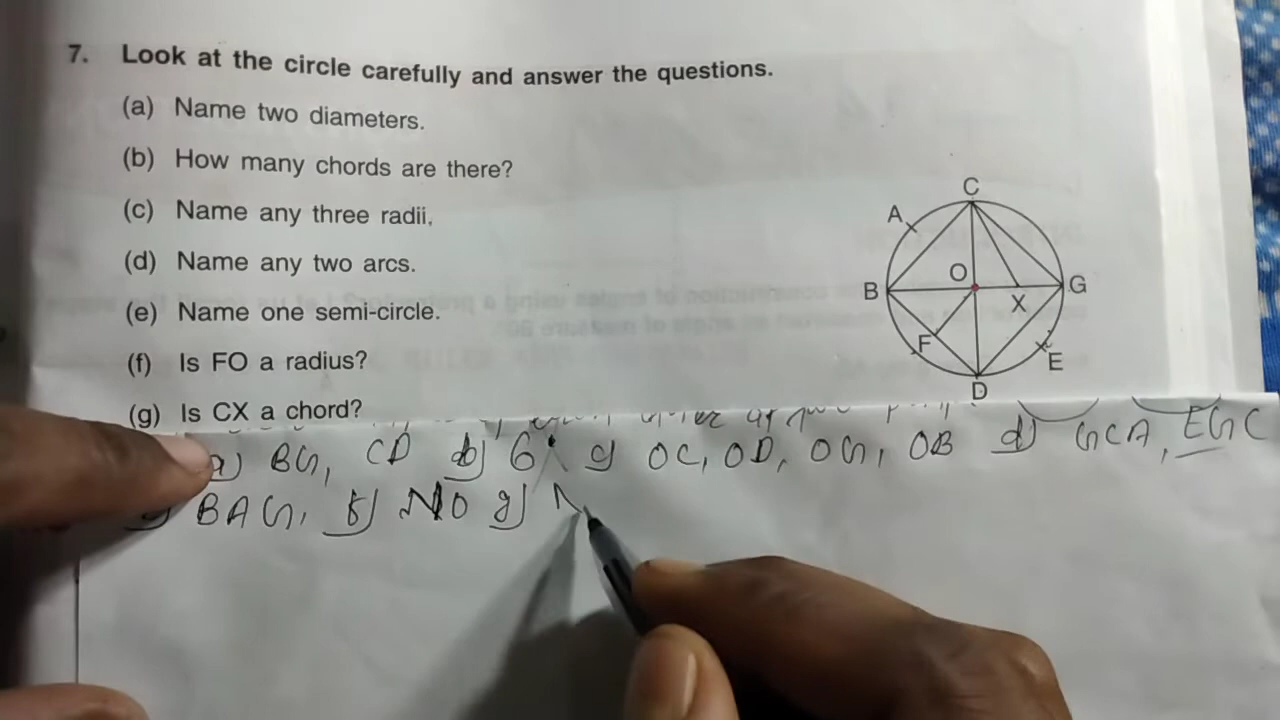 7. Look at the circle carefully and answer the questions.
(a) Name two diameters.
(b) How many chords are there?
(c) Name any three radii.
(d) Name any two arcs.
(e) Name one semi-circle.
(f) Is FO a radius?
(g) Is CX a chord?
C
A
O
B
G
X
F
E
D
a) BG, CD b) 6 c) OC, OD, OG, OB d) GCA, EGC
BAG, f) NO g) N